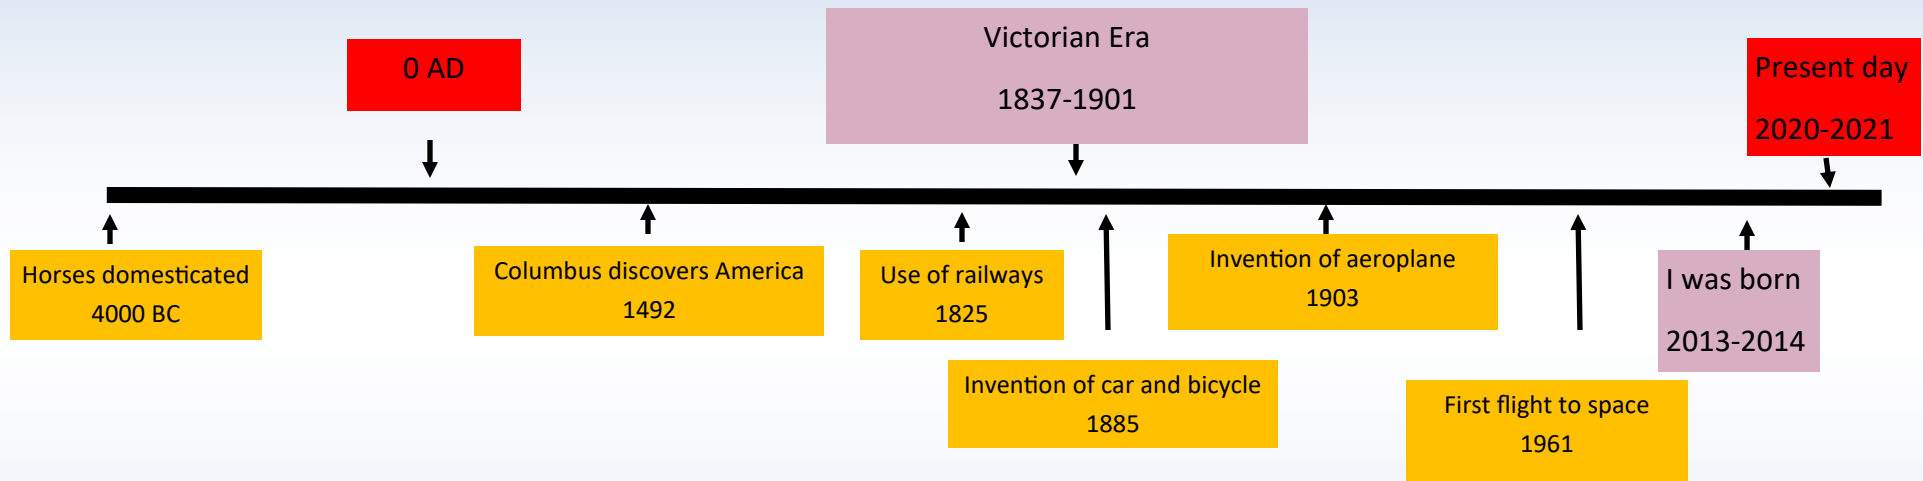 0 AD
Victorian Era
1837-1901
Present day
2020-2021
Horses domesticated
4000 BC
Columbus discovers America
1492
Use of railways
1825
Invention of car and bicycle
1885
Invention of aeroplane
1903
First flight to space
1961
I was born
2013-2014